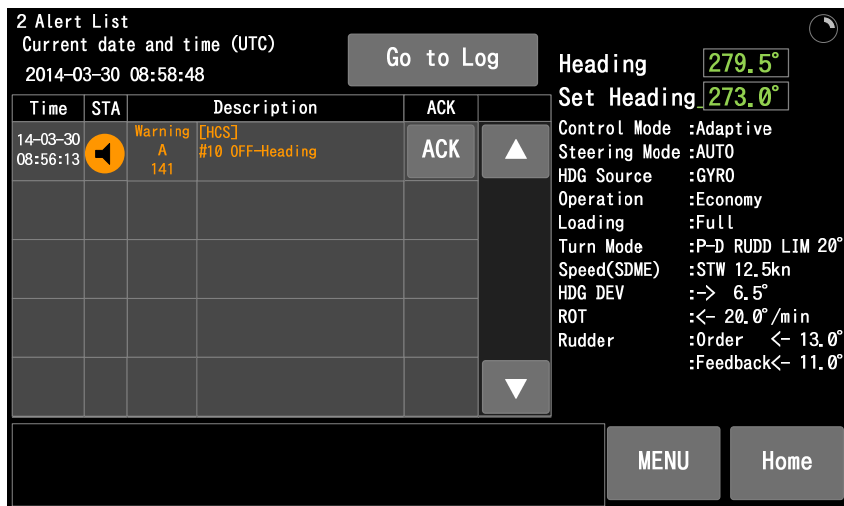 2 Alert List
Current date and time (UTC)
2014-03-30 08:58:48
Go to Log
Time STA Description ACK
14-03-30
08:56:13
Warning
A
141
[HCS]
#10 OFF-Heading
ACK
Heading 279.5°
Set Heading 273.0°
Control Mode :Adaptive
Steering Mode :AUTO
HDG Source :GYRO
Operation :Economy
Loading :Full
Turn Mode :P-D RUDD LIM 20°
Speed(SDME) :STW 12.5kn
HDG DEV :-> 6.5°
ROT :<- 20.0°/min
Rudder :Order <- 13.0°
:Feedback<- 11.0°
MENU
Home